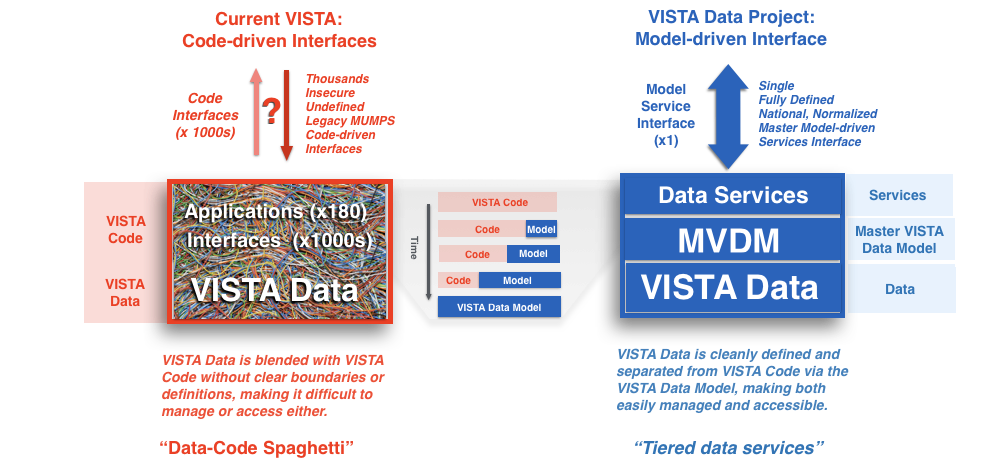 Current VISTA:
Code-driven Interfaces
Code
Interfaces
(x 1000s)
?
Thousands
Insecure
Undefined
Legacy MUMPS
Code-driven
Interfaces
VISTA
Code
VISTA
Data
Applications (x180)
Interfaces (x1000s)
VISTA Data
VISTA Data is blended with VISTA
Code without clear boundaries or
definitions, making it difficult to
manage or access either.
“Data-Code Spaghetti”
Time
VISTA Code
Code Model
Code Model
Code Model
VISTA Data Model
VISTA Data Project:
Model-driven Interface
Model
Service
Interface
(x1)
Single
Fully Defined
National, Normalized
Master Model-driven
Services Interface
Data Services
MVDM
VISTA Data
Services
Master VISTA
Data Model
Data
VISTA Data is cleanly defined and
separated from VISTA Code via the
VISTA Data Model, making both
easily managed and accessible.
“Tiered data services”